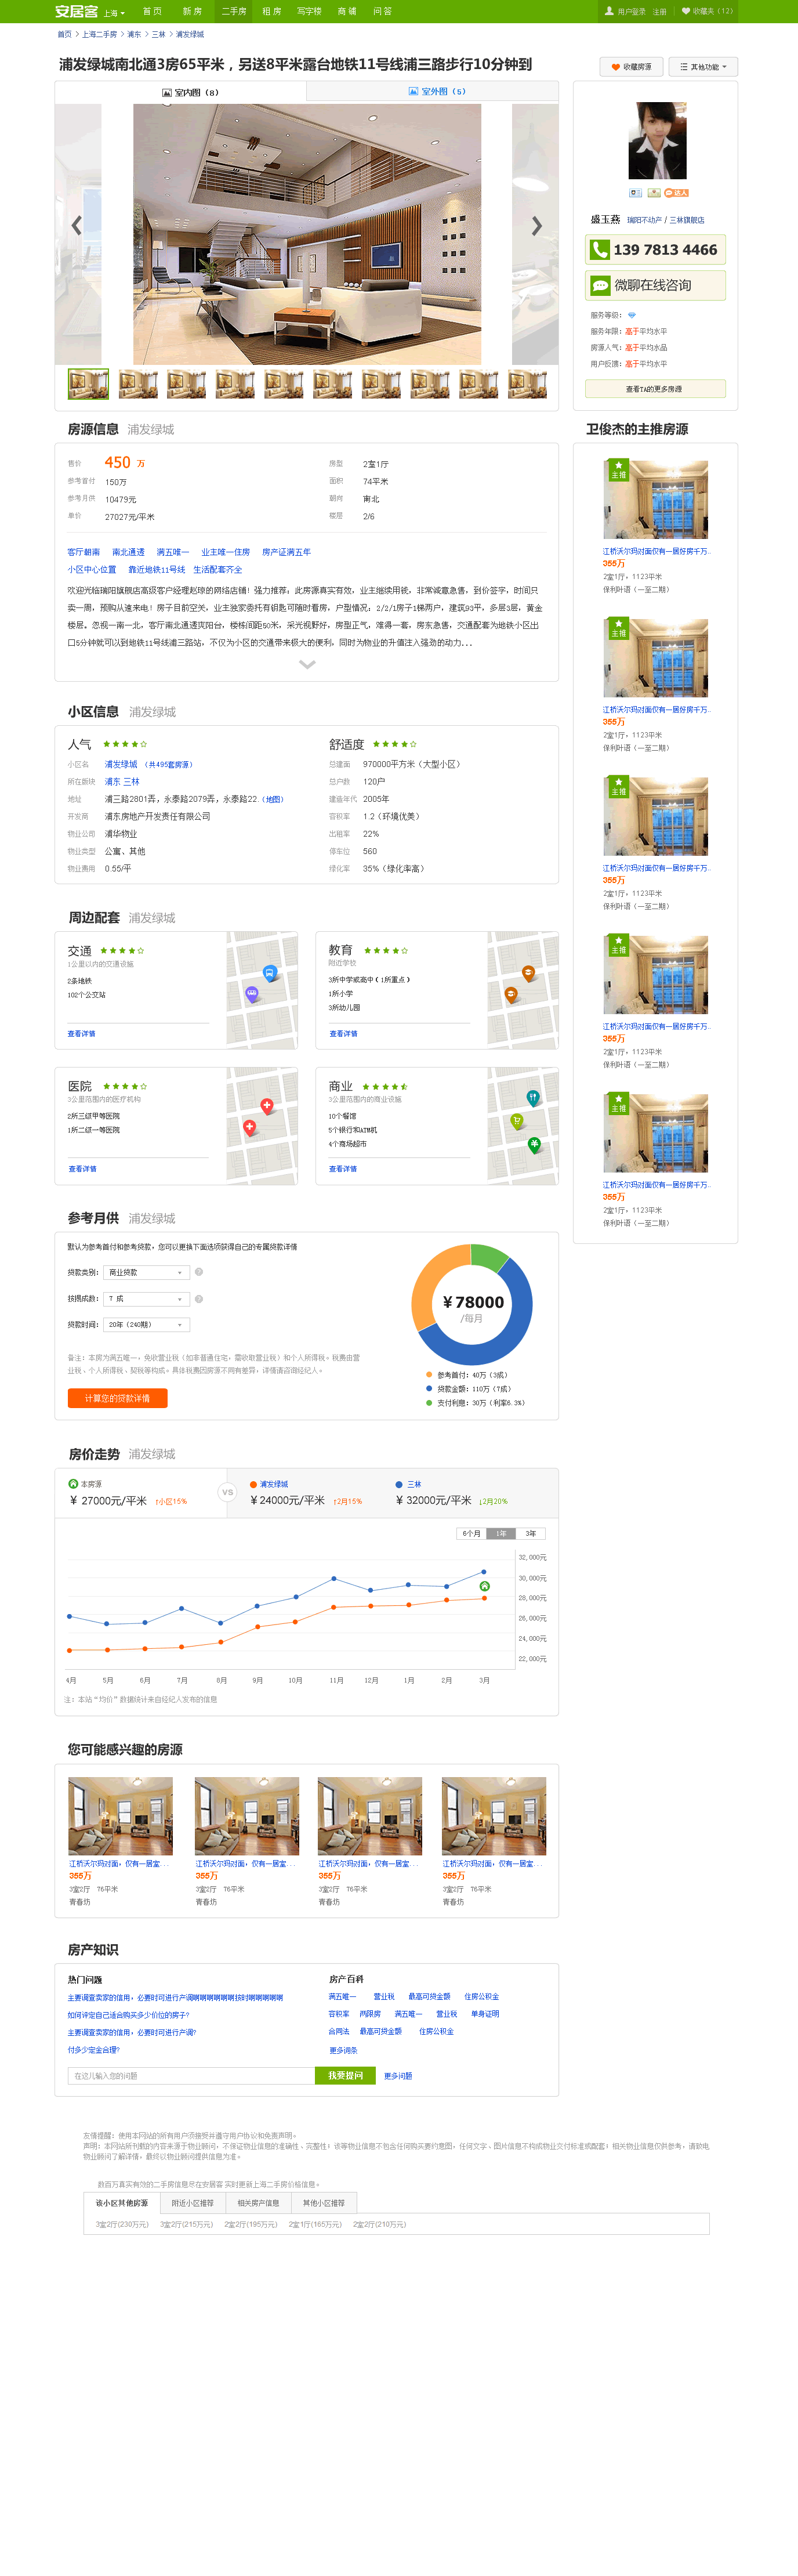 安居客 上海 首 页 新 房 二手房 租 房 写字楼 商 铺 问 答 用户登录 注册 收藏夹（12）
首页 > 上海二手房 > 浦东 > 三林 > 浦发绿城
浦发绿城南北通3房65平米，另送8平米露台地铁11号线浦三路步行10分钟到
收藏房源 其他功能
室内图（8） 室外图（5）
达人
盛玉燕 瑞阳不动产 / 三林旗舰店
139 7813 4466
微聊在线咨询
服务等级：
服务年限：高于平均水平
房源人气：高于平均水品
用户反馈：高于平均水平
查看TA的更多房源
房源信息 浦发绿城
售价 450 万 房型 2室1厅
参考首付 150万 面积 74平米
参考月供 10479元 朝向 南北
单价 27027元/平米 楼层 2/6
客厅朝南 南北通透 满五唯一 业主唯一住房 房产证满五年
小区中心位置 靠近地铁11号线 生活配套齐全
欢迎光临瑞阳旗舰店高级客户经理赵琼的网络店铺！强力推荐，此房源真实有效，业主继续用钱，非常诚意急售，到价签字，时间只
卖一周，预购从速来电！房子目前空关，业主独家委托有钥匙可随时看房，户型情况：2/2/1房子1梯两户，建筑93平，多层3层，黄金
楼层。忽视一南一北，客厅南北通透爽阳台，楼栋间距50米，采光视野好，房型正气，难得一套，房东急售，交通配套为地铁小区出
口5分钟就可以到地铁11号线浦三路站，不仅为小区的交通带来极大的便利，同时为物业的升值注入强劲的动力...
卫俊杰的主推房源
主推
江桥沃尔玛对面仅有一居好房千万..
355万
2室1厅，1123平米
保利叶语（一至二期）
主推
江桥沃尔玛对面仅有一居好房千万..
355万
2室1厅，1123平米
保利叶语（一至二期）
主推
江桥沃尔玛对面仅有一居好房千万..
355万
2室1厅，1123平米
保利叶语（一至二期）
主推
江桥沃尔玛对面仅有一居好房千万..
355万
2室1厅，1123平米
保利叶语（一至二期）
主推
江桥沃尔玛对面仅有一居好房千万..
355万
2室1厅，1123平米
保利叶语（一至二期）
小区信息 浦发绿城
人气 舒适度
小区名 浦发绿城 （共495套房源） 总建面 970000平方米（大型小区）
所在版块 浦东 三林 总户数 120户
地址 浦三路2801弄，永泰路2079弄，永泰路22.（地图） 建造年代 2005年
开发商 浦东房地产开发责任有限公司 容积率 1.2（环境优美）
物业公司 浦华物业 出租率 22%
物业类型 公寓、其他 停车位 560
物业费用 0.55/平 绿化率 35%（绿化率高）
周边配套 浦发绿城
交通
1公里以内的交通设施
2条地铁
102个公交站
查看详情
教育
附近学校
3所中学或高中（1所重点）
1所小学
3所幼儿园
查看详情
医院
3公里范围内的医疗机构
2所三级甲等医院
1所二级一等医院
查看详情
商业
3公里范围内的商业设施
10个餐馆
5个银行和ATM机
4个商场超市
查看详情
参考月供 浦发绿城
默认为参考首付和参考贷款，您可以更换下面选项获得自己的专属贷款详情
贷款类别： 商业贷款 ?
按揭成数： 7 成 ?
贷款时间： 20年（240期）
备注：本房为满五唯一，免收营业税（如非普通住宅，需收取营业税）和个人所得税。税费由营
业税、个人所得税、契税等构成。具体税费因房源不同有差异，详情请咨询经纪人。
计算您的贷款详情
￥78000
/每月
参考首付：40万（3成）
贷款金额：110万（7成）
支付利息：30万（利率6.3%）
房价走势 浦发绿城
本房源 VS 浦发绿城 三林
¥ 27000元/平米 ↑小区15% ¥ 24000元/平米 ↑2月15% ¥ 32000元/平米 ↓2月20%
6个月 1年 3年
32,000元
30,000元
28,000元
26,000元
24,000元
22,000元
4月 5月 6月 7月 8月 9月 10月 11月 12月 1月 2月 3月
注：本站“均价”数据统计来自经纪人发布的信息
您可能感兴趣的房源
江桥沃尔玛对面，仅有一居室... 江桥沃尔玛对面，仅有一居室... 江桥沃尔玛对面，仅有一居室... 江桥沃尔玛对面，仅有一居室...
355万 355万 355万 355万
3室2厅 76平米 3室2厅 76平米 3室2厅 76平米 3室2厅 76平米
青春坊 青春坊 青春坊 青春坊
房产知识
热门问题 房产百科
主要调查卖家的信用，必要时可进行产调啊啊啊啊啊啊按时啊啊啊啊啊
如何评定自己适合购买多少价位的房子?
主要调查卖家的信用，必要时可进行产调?
付多少定金合理?
满五唯一 营业税 最高可贷金额 住房公积金
容积率 两限房 满五唯一 营业税 单身证明
合同法 最高可贷金额 住房公积金
更多词条
在这儿输入您的问题 我要提问 更多问题
友情提醒：使用本网站的所有用户须接受并遵守用户协议和免责声明。
声明：本网站所刊载的内容来源于物业顾问，不保证物业信息的准确性、完整性；该等物业信息不包含任何购买要约意图，任何文字、图片信息不构成物业交付标准或配套；相关物业信息仅供参考，请致电
物业顾问了解详情，最终以物业顾问提供信息为准。
数百万真实有效的二手房信息尽在安居客 实时更新上海二手房价格信息。
该小区其他房源 附近小区推荐 相关房产信息 其他小区推荐
3室2厅(230万元) 3室2厅(215万元) 2室2厅(195万元) 2室1厅(165万元) 2室2厅(210万元)